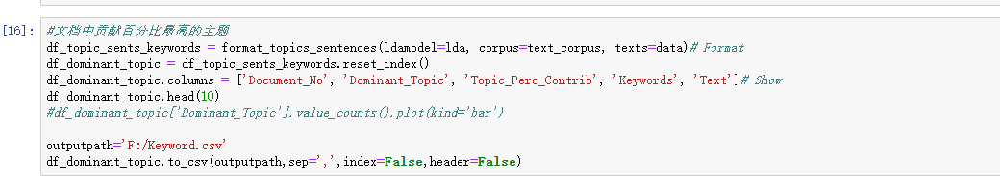 [16]:
#文档中贡献百分比最高的主题
df_topic_sents_keywords = format_topics_sentences(ldamodel=lda, corpus=text_corpus, texts=data)# Format
df_dominant_topic = df_topic_sents_keywords.reset_index()
df_dominant_topic.columns = ['Document_No', 'Dominant_Topic', 'Topic_Perc_Contrib', 'Keywords', 'Text']# Show
df_dominant_topic.head(10)
#df_dominant_topic['Dominant_Topic'].value_counts().plot(kind='bar')
outputpath='F:/Keyword.csv'
df_dominant_topic.to_csv(outputpath,sep=',',index=False,header=False)